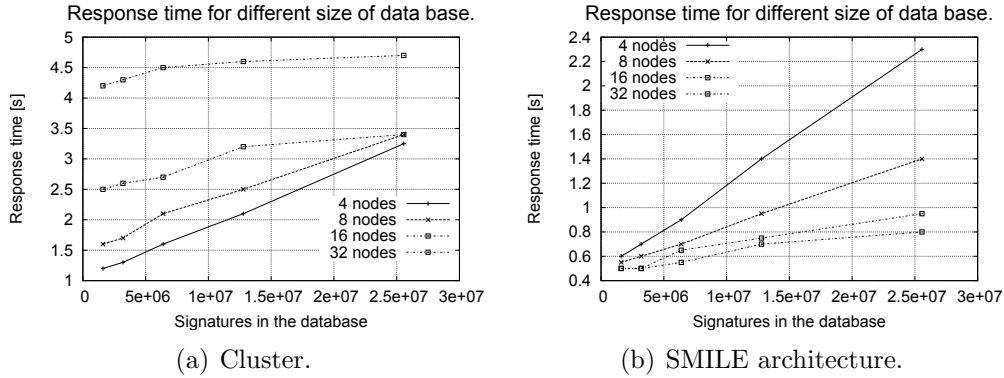 Response time for different size of data base.
5
4.5
4
3.5
3
2.5
2
1.5
1
Response time [s]
4 nodes
8 nodes
16 nodes
32 nodes
0 5e+06 1e+07 1.5e+07 2e+07 2.5e+07 3e+07
Signatures in the database
(a) Cluster.
Response time for different size of data base.
2.4
2.2
2
1.8
1.6
1.4
1.2
1
0.8
0.6
0.4
Response time [s]
4 nodes
8 nodes
16 nodes
32 nodes
0 5e+06 1e+07 1.5e+07 2e+07 2.5e+07 3e+07
Signatures in the database
(b) SMILE architecture.